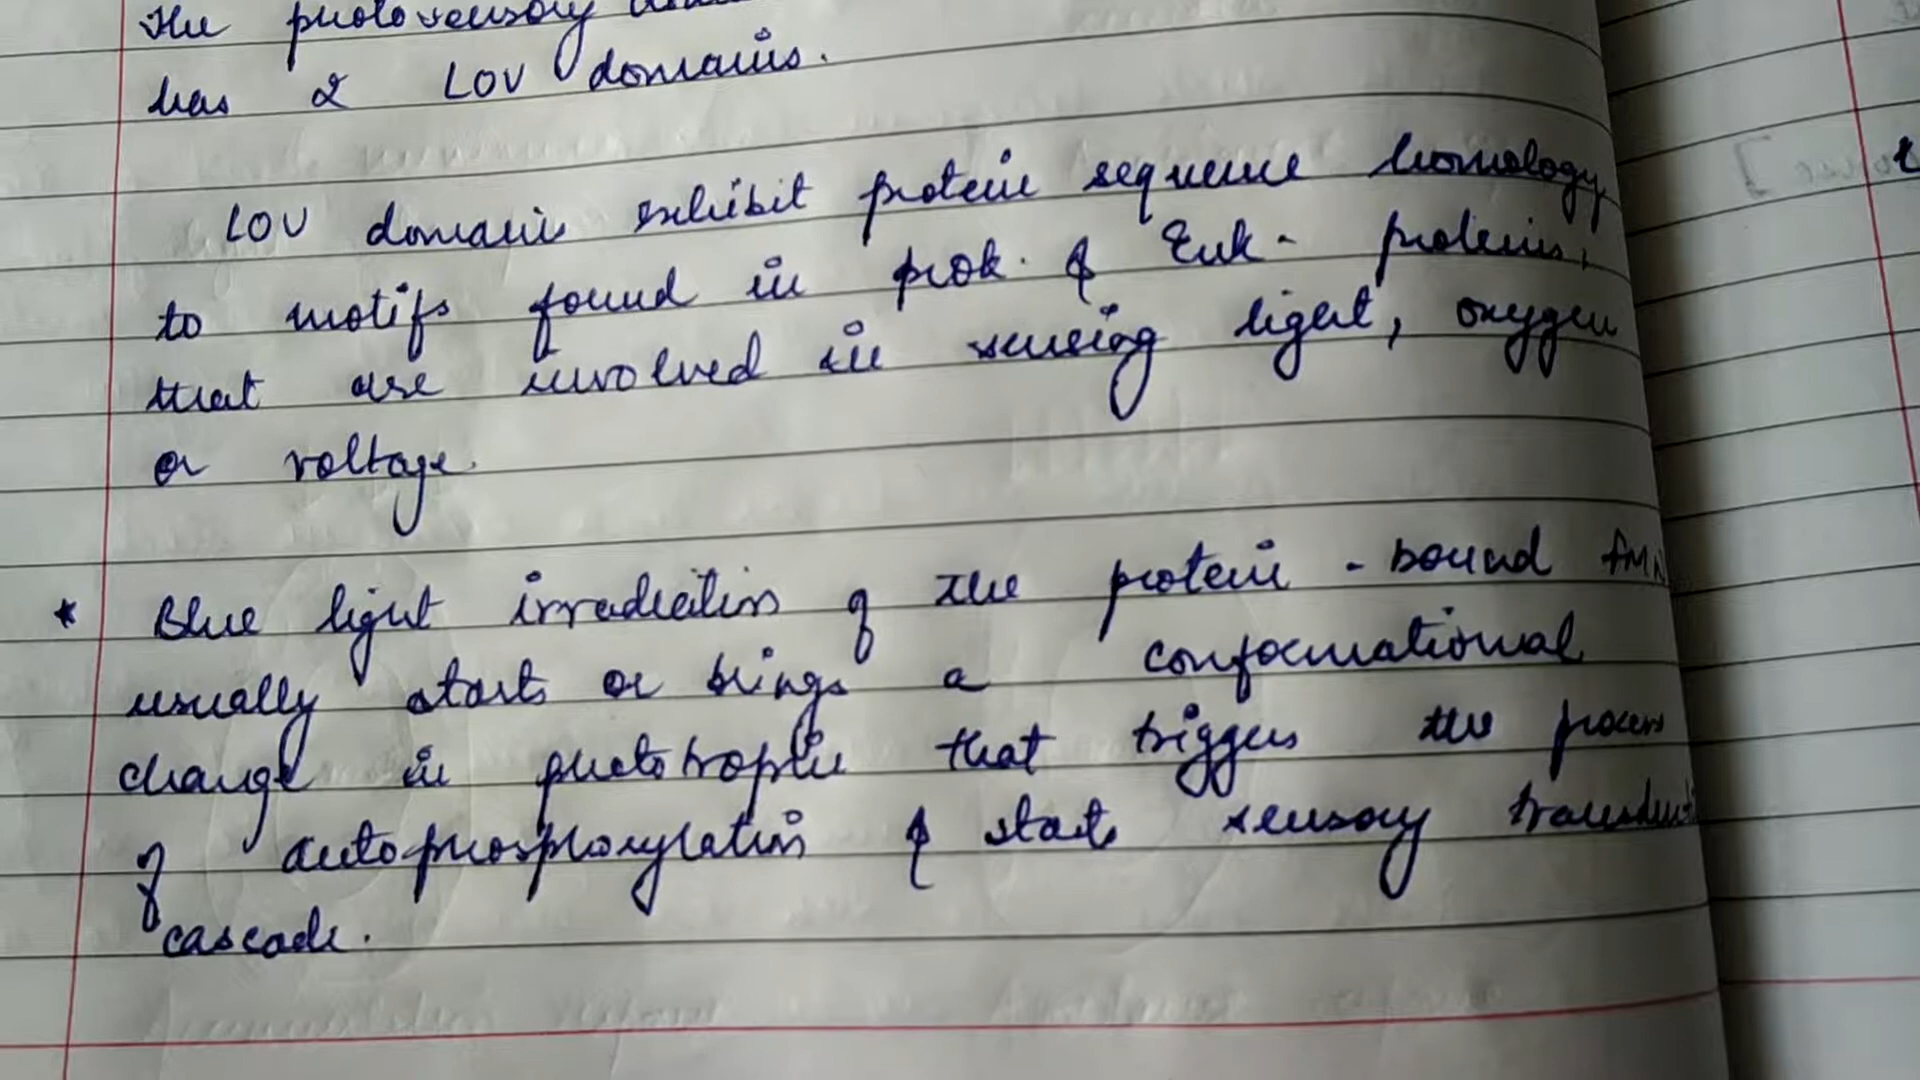 The photosensory
has 2 LOV domains.
LOV domains exhibit protein sequence homology
to motifs found in prok. & Euk. proteins,
that are involved in sensing light, oxygen
or voltage.
* Blue light irradiation of the protein - bound FMN
usually starts or brings a conformational
change in phototropin that triggers the process
of autophosphorylation & starts sensory
cascade.